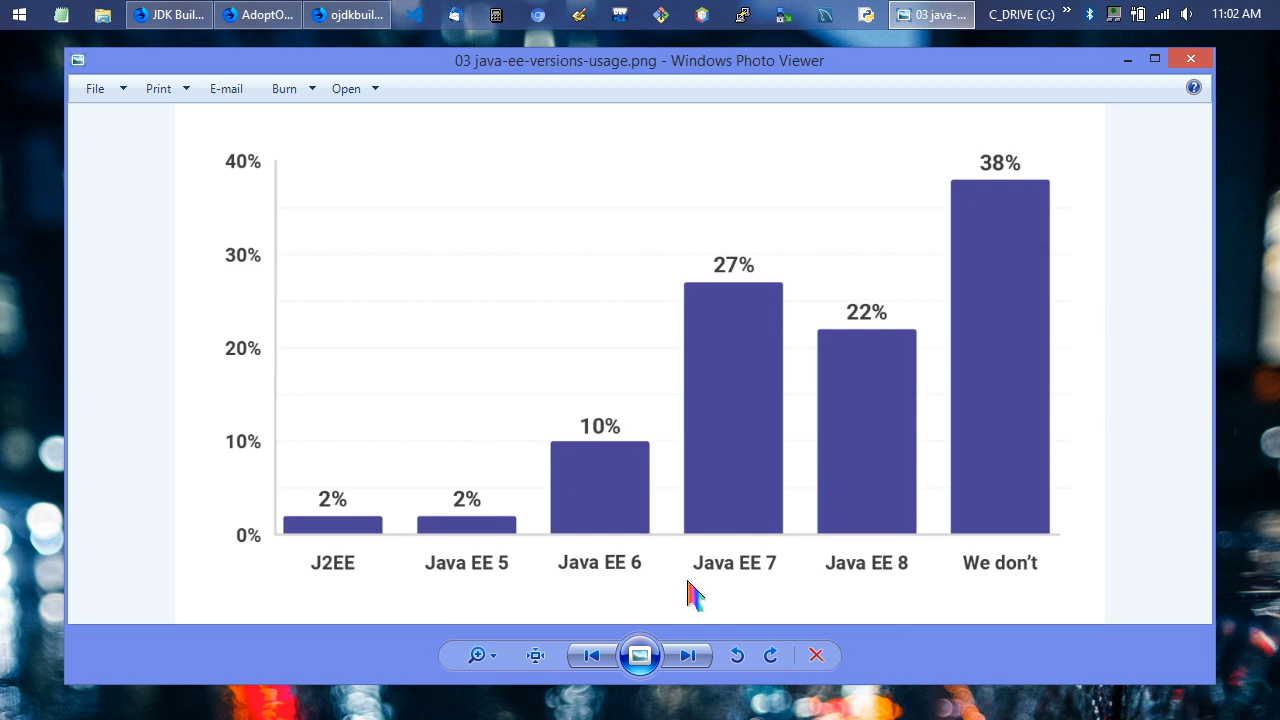 JDK Buil...
AdoptO...
ojdkbuil...
03 java-...
C_DRIVE (C:)
11:02 AM
03 java-ee-versions-usage.png - Windows Photo Viewer
File
Print
E-mail
Burn
Open
40%
38%
30%
27%
22%
20%
10%
10%
2%
2%
0%
J2EE
Java EE 5
Java EE 6
Java EE 7
Java EE 8
We don't